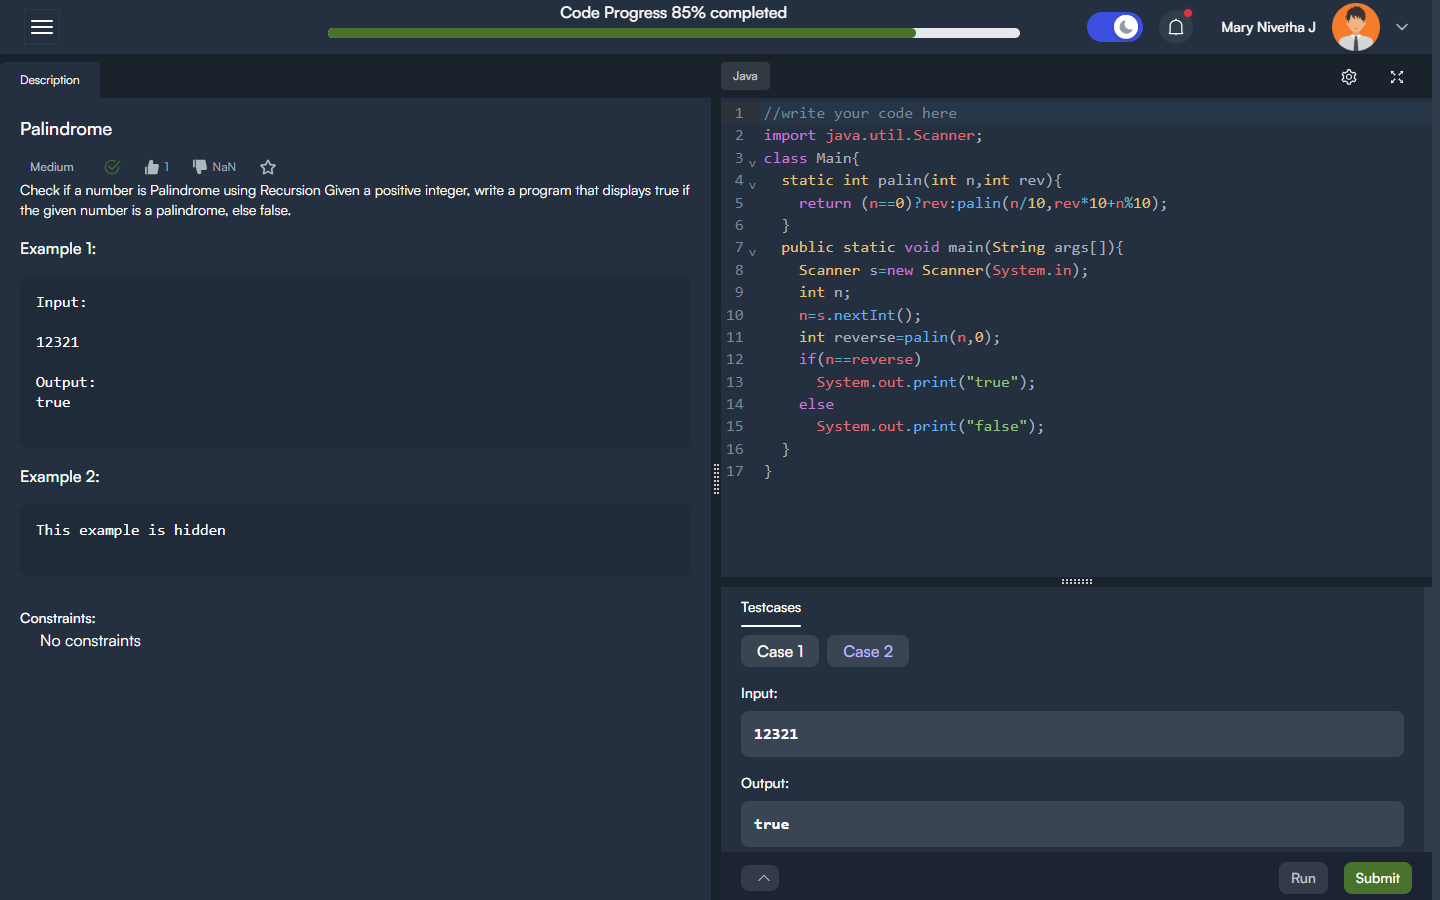 Code Progress 85% completed
Mary Nivetha J
Description
Palindrome
Medium
1
NaN
Check if a number is Palindrome using Recursion Given a positive integer, write a program that displays true if
the given number is a palindrome, else false.
Example 1:
Input:
12321
Output:
true
Example 2:
This example is hidden
Constraints:
No constraints
Java
1 //write your code here
2 import java.util.Scanner;
3 class Main{
4 static int palin(int n,int rev){
5 return (n==0)?rev:palin(n/10,rev*10+n%10);
6 }
7 public static void main(String args[]){
8 Scanner s=new Scanner(System.in);
9 int n;
10 n=s.nextInt();
11 int reverse=palin(n,0);
12 if(n==reverse)
13 System.out.print("true");
14 else
15 System.out.print("false");
16 }
17 }
Testcases
Case 1 Case 2
Input:
12321
Output:
true
Run Submit